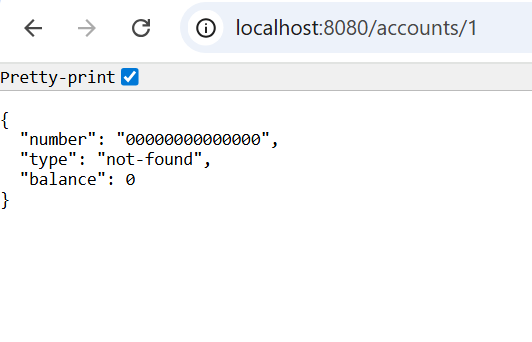 localhost:8080/accounts/1
Pretty-print
{
"number": "00000000000000",
"type": "not-found",
"balance": 0
}